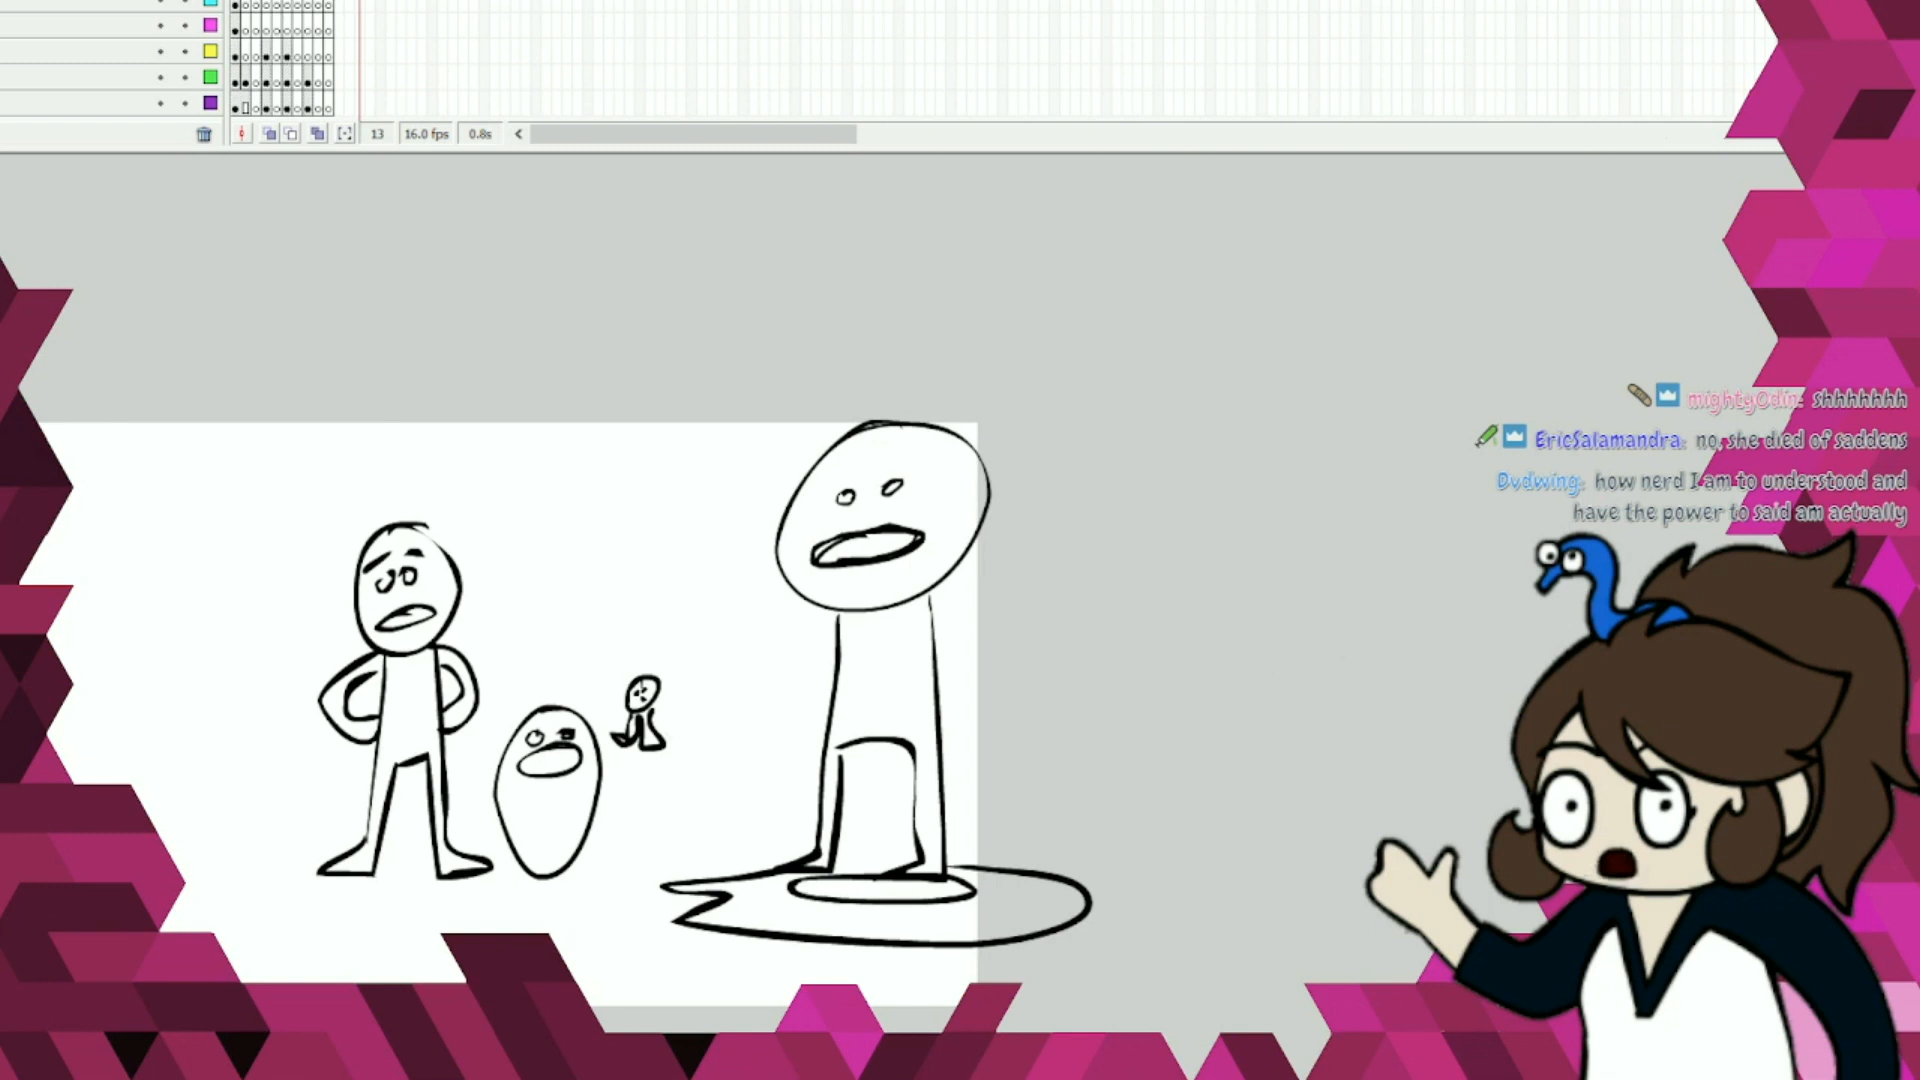 13 16.0 fps 0.8s
mightyOdin: shhhhhhh
EricSalamandra: no, she died of saddens
Dvdwing: how nerd I am to understood and
have the power to said am actually